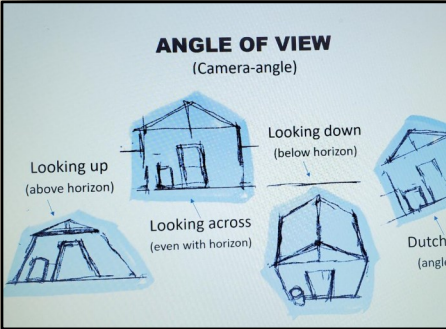 ANGLE OF VIEW
(Camera-angle)
Looking down
(below horizon)
Looking up
(above horizon)
Looking across
(even with horizon)
Dutch
(angle